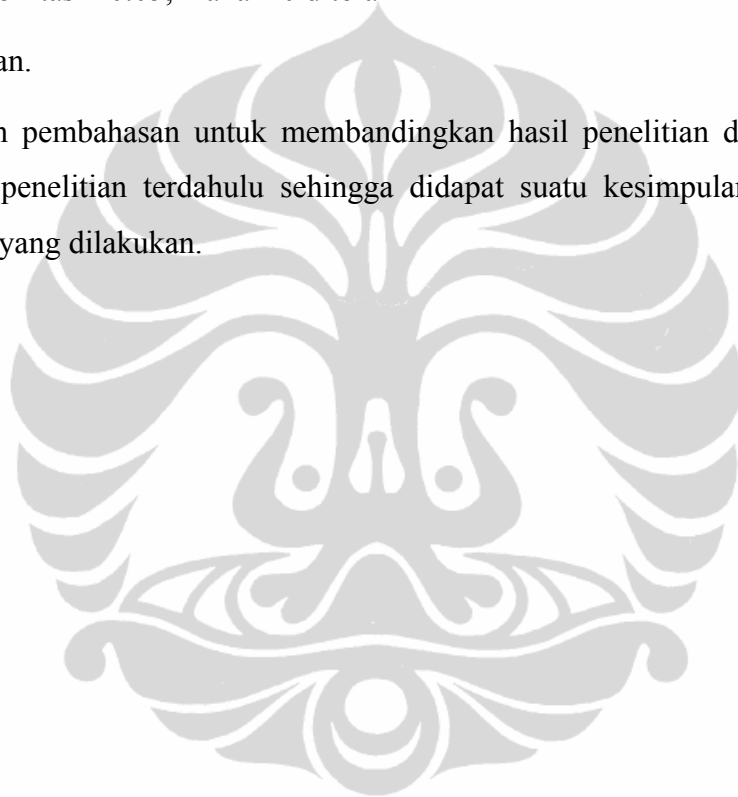 an.
pembahasan untuk membandingkan hasil penelitian d
penelitian terdahulu sehingga didapat suatu kesimpulan
yang dilakukan.